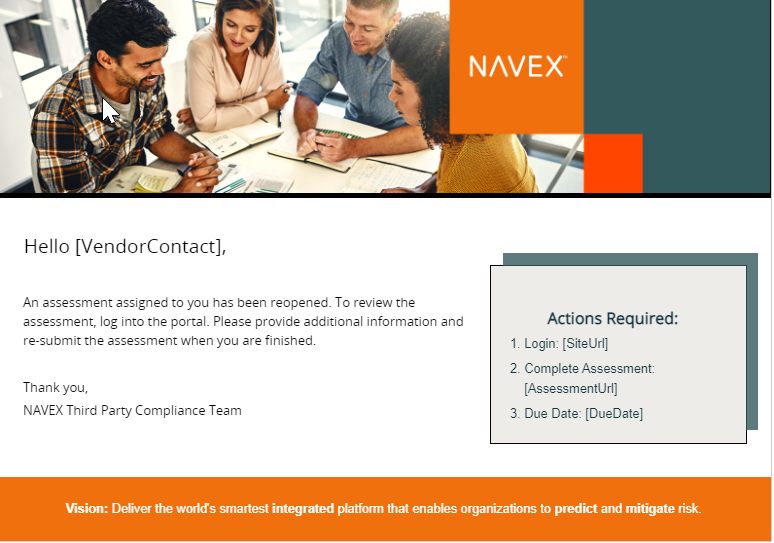 NAVEX™
Hello [VendorContact],
An assessment assigned to you has been reopened. To review the
assessment, log into the portal. Please provide additional information and
re-submit the assessment when you are finished.
Thank you,
NAVEX Third Party Compliance Team
Actions Required:
1. Login: [SiteUrl]
2. Complete Assessment:
[AssessmentUrl]
3. Due Date: [DueDate]
Vision: Deliver the world's smartest integrated platform that enables organizations to predict and mitigate risk.